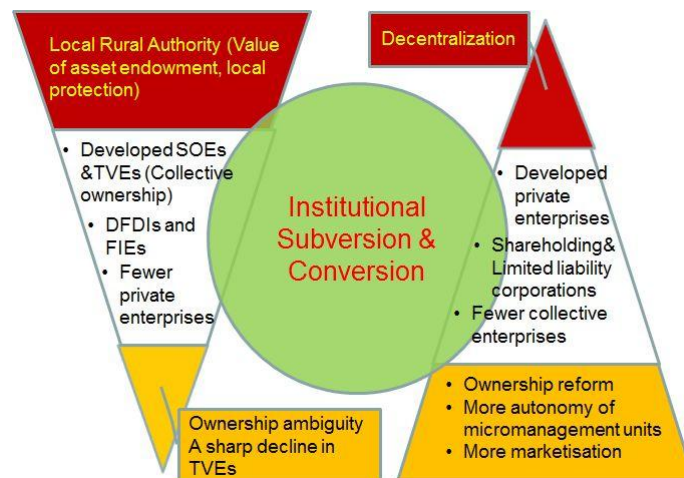 Local Rural Authority (Value
of asset endowment, local
protection)
• Developed SOEs
&TVEs (Collective
ownership)
• DFDIs and
FIEs
• Fewer
private
enterprises
Ownership ambiguity
A sharp decline in
TVEs
Institutional
Subversion &
Conversion
Decentralization
• Developed
private
enterprises
• Shareholding&
Limited liability
corporations
• Fewer collective
enterprises
• Ownership reform
• More autonomy of
micromanagement units
• More marketisation